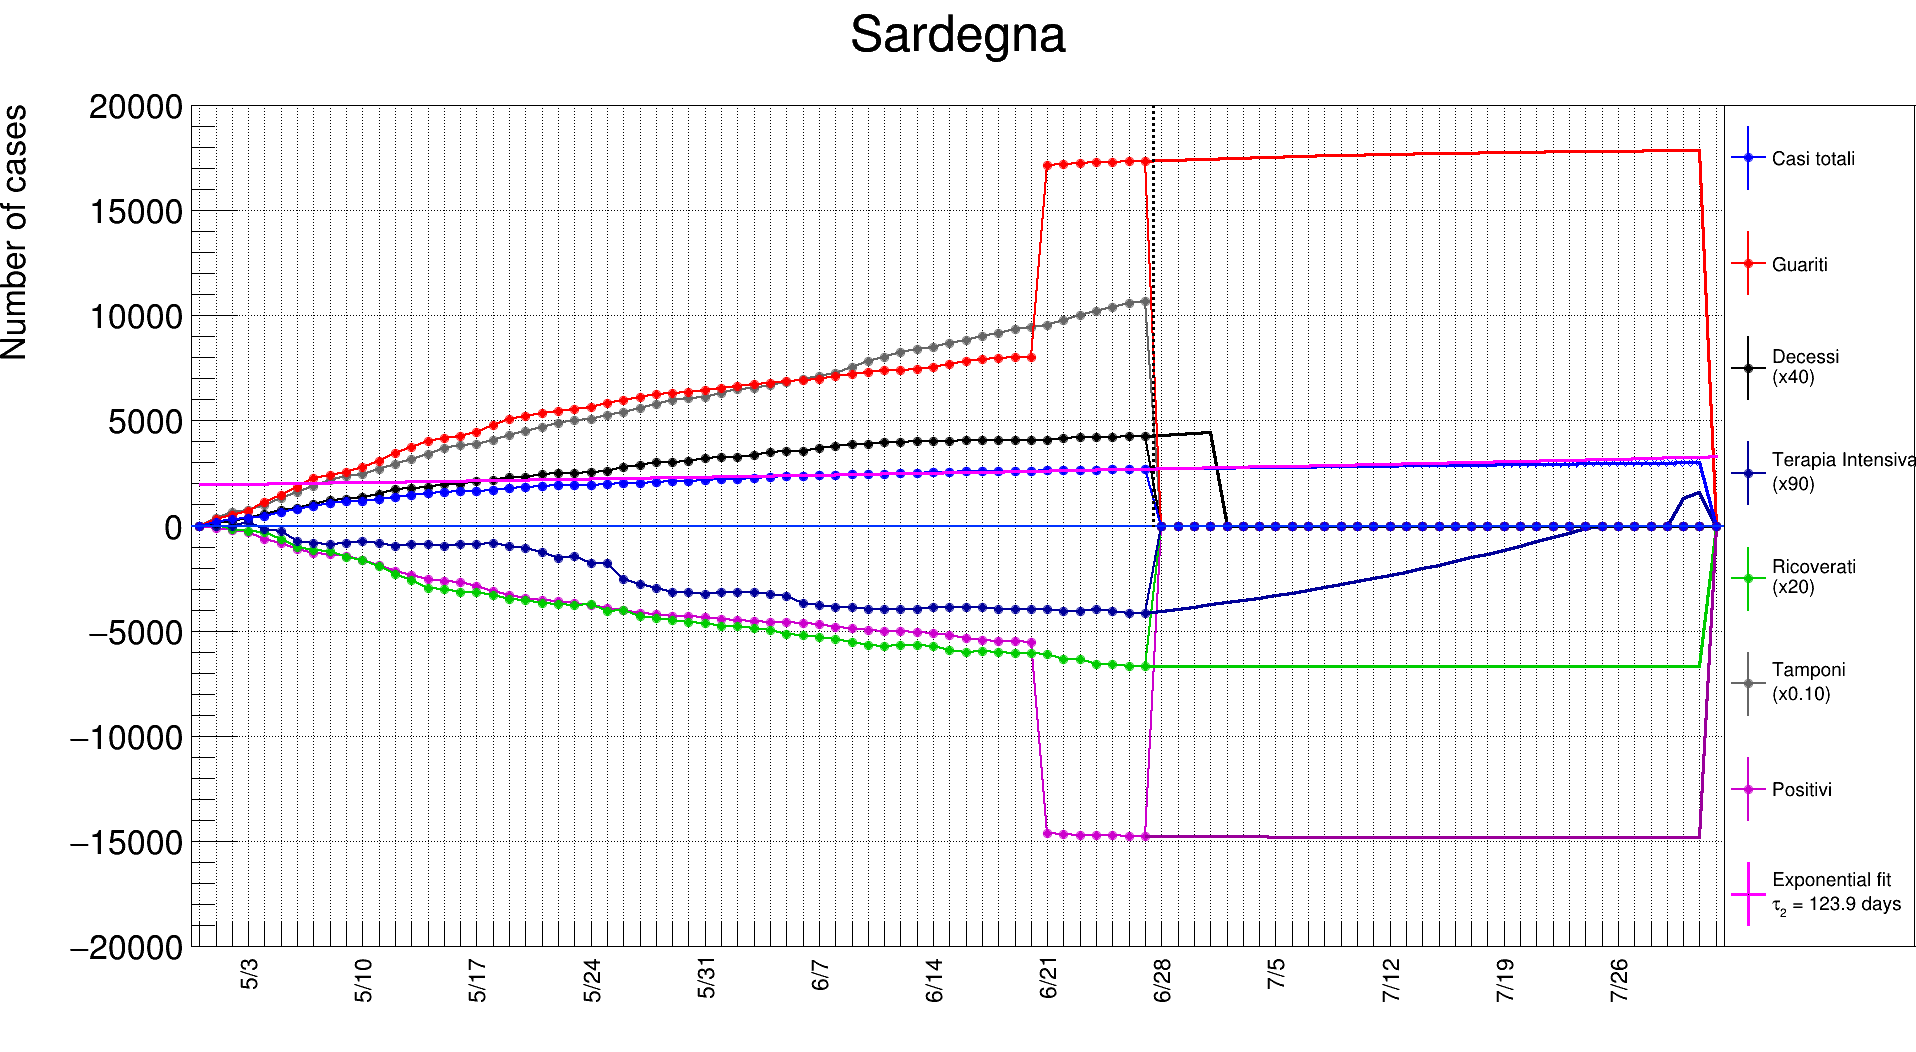 Sardegna
Number of cases
20000
15000
10000
5000
0
−5000
−10000
−15000
−20000
5/3
5/10
5/17
5/24
5/31
6/7
6/14
6/21
6/28
7/5
7/12
7/19
7/26
Casi totali
Guariti
Decessi
(x40)
Terapia Intensiva
(x90)
Ricoverati
(x20)
Tamponi
(x0.10)
Positivi
Exponential fit
τ2 = 123.9 days